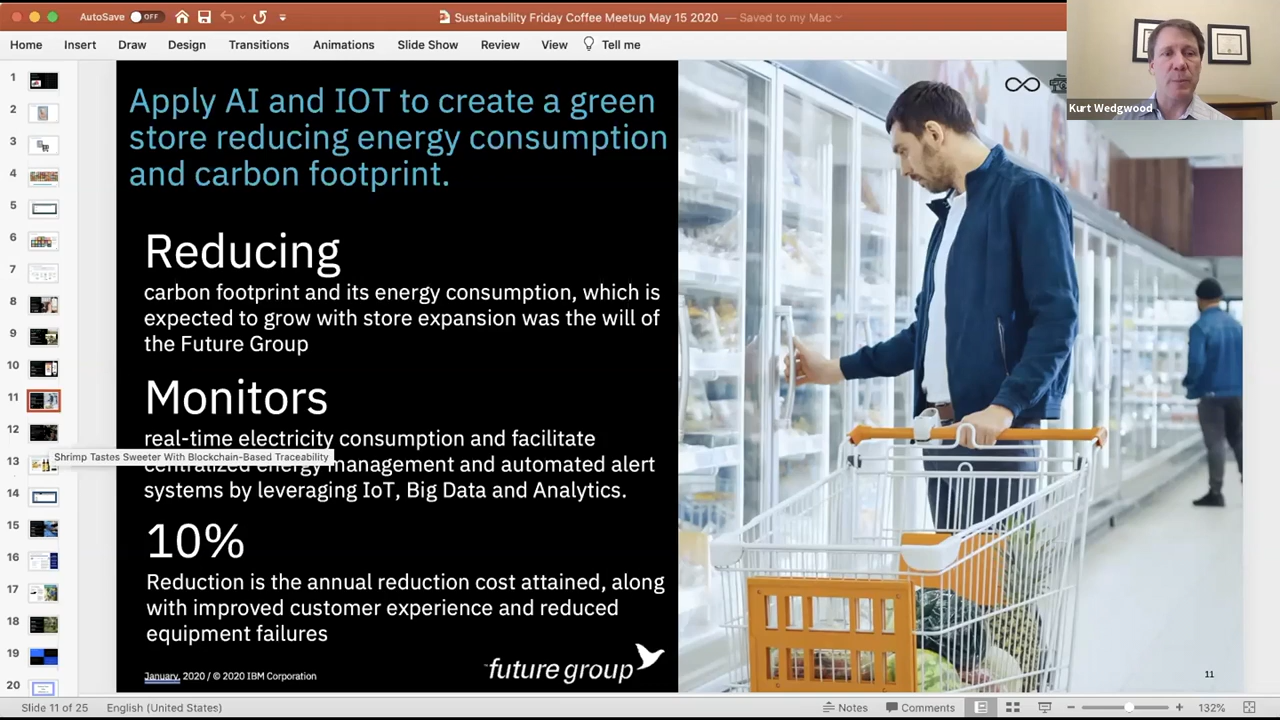 AutoSave OFF
Sustainability Friday Coffee Meetup May 15 2020 — Saved to my Mac
Home Insert Draw Design Transitions Animations Slide Show Review View Tell me
Kurt Wedgwood
1
2
3
4
5
6
7
8
9
10
11
12
13
14
15
16
17
18
19
20
Apply AI and IOT to create a green
store reducing energy consumption
and carbon footprint.
Reducing
carbon footprint and its energy consumption, which is
expected to grow with store expansion was the will of
the Future Group
Monitors
real-time electricity consumption and facilitate
Shrimp Tastes Sweeter With Blockchain-Based Traceability
centralized energy management and automated alert
systems by leveraging IoT, Big Data and Analytics.
10%
Reduction is the annual reduction cost attained, along
with improved customer experience and reduced
equipment failures
January, 2020 / © 2020 IBM Corporation
future group
11
Slide 11 of 25 English (United States) Notes Comments 132%